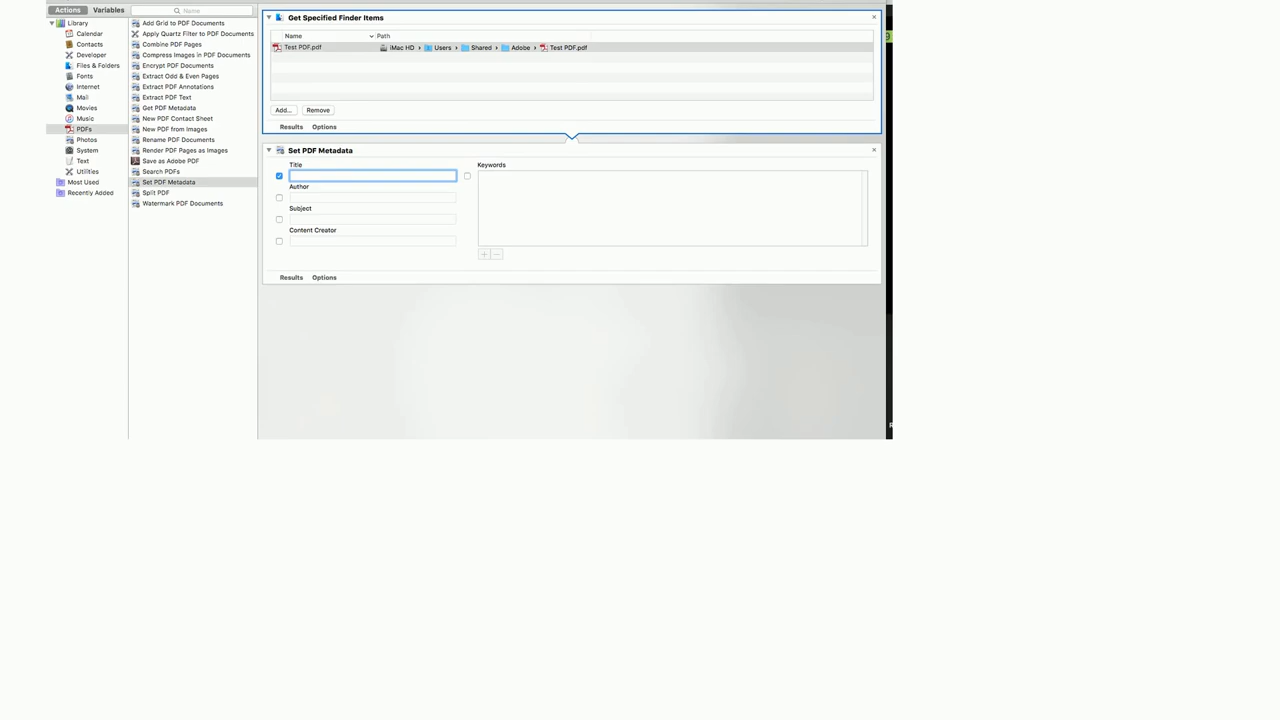 Actions Variables Name
Library
Calendar
Contacts
Developer
Files & Folders
Fonts
Internet
Mail
Movies
Music
PDFs
Photos
System
Text
Utilities
Most Used
Recently Added
Add Grid to PDF Documents
Apply Quartz Filter to PDF Documents
Combine PDF Pages
Compress Images in PDF Documents
Encrypt PDF Documents
Extract Odd & Even Pages
Extract PDF Annotations
Extract PDF Text
Get PDF Metadata
New PDF Contact Sheet
New PDF from Images
Rename PDF Documents
Render PDF Pages as Images
Save as Adobe PDF
Search PDFs
Set PDF Metadata
Split PDF
Watermark PDF Documents
Get Specified Finder Items
Name Path
Test PDF.pdf iMac HD Users Shared Adobe Test PDF.pdf
Add... Remove
Results Options
Set PDF Metadata
Title Keywords
Author
Subject
Content Creator
Results Options